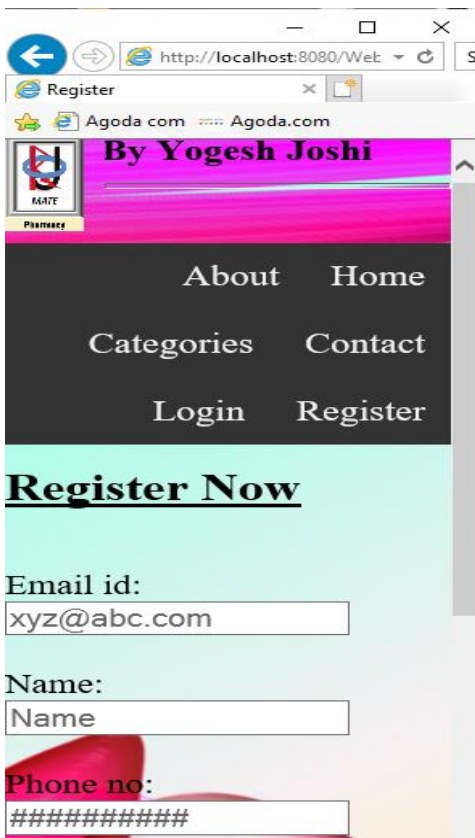 http://localhost:8080/Wel
S
Register
Agoda com Agoda.com
By Yogesh Joshi
MATE
Pharmacy
About Home
Categories Contact
Login Register
Register Now
Email id:
xyz@abc.com
Name:
Name
Phone no:
##########